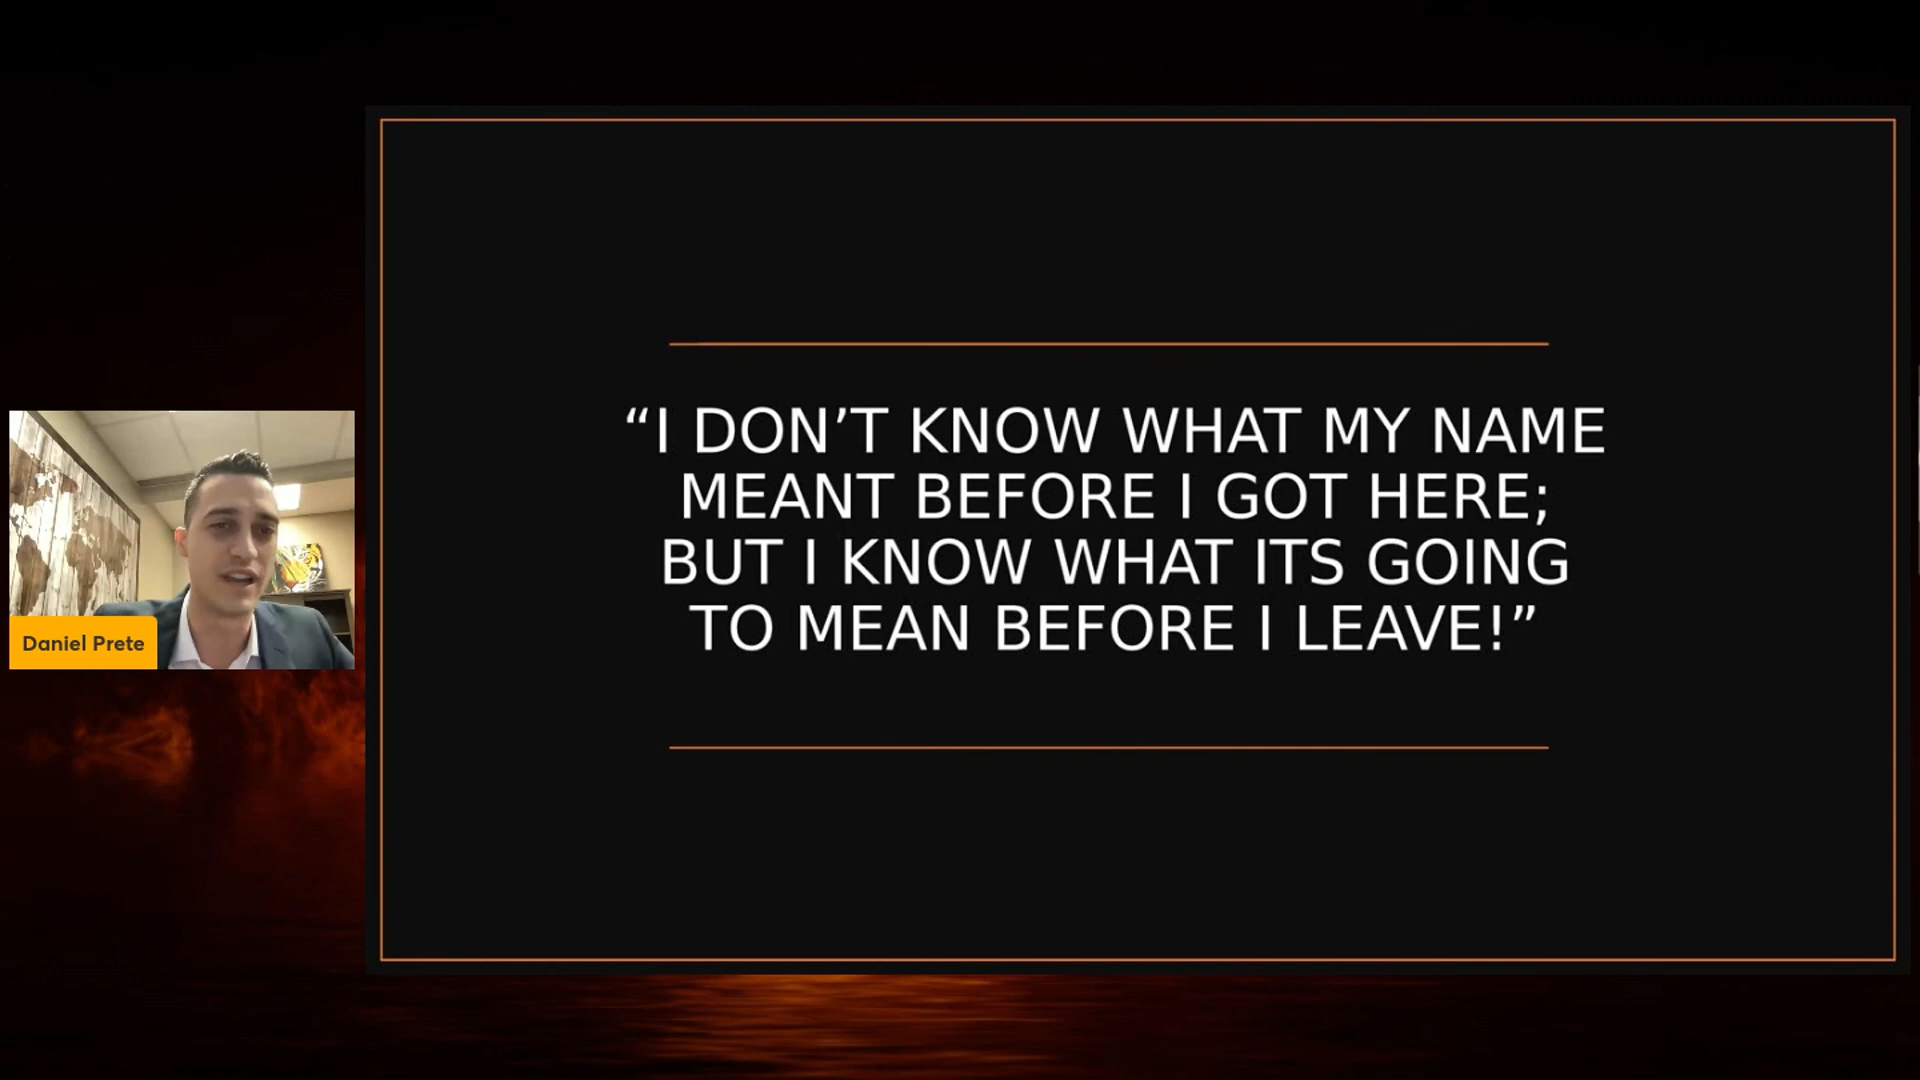 Daniel Prete
“I DON’T KNOW WHAT MY NAME
MEANT BEFORE I GOT HERE;
BUT I KNOW WHAT ITS GOING
TO MEAN BEFORE I LEAVE!”